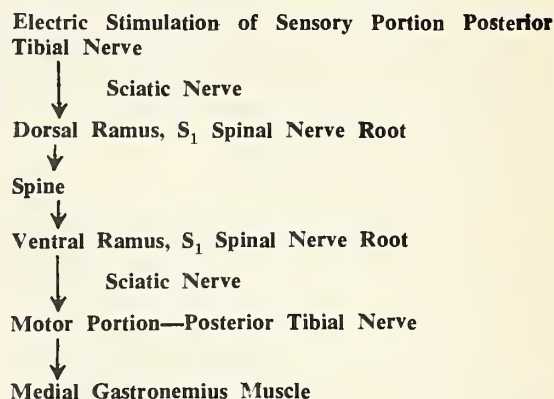 Electric Stimulation of Sensory Portion Posterior
Tibial Nerve
Sciatic Nerve
Dorsal Ramus, S₁ Spinal Nerve Root
Spine
Ventral Ramus, S₁ Spinal Nerve Root
Sciatic Nerve
Motor Portion—Posterior Tibial Nerve
Medial Gastronemius Muscle